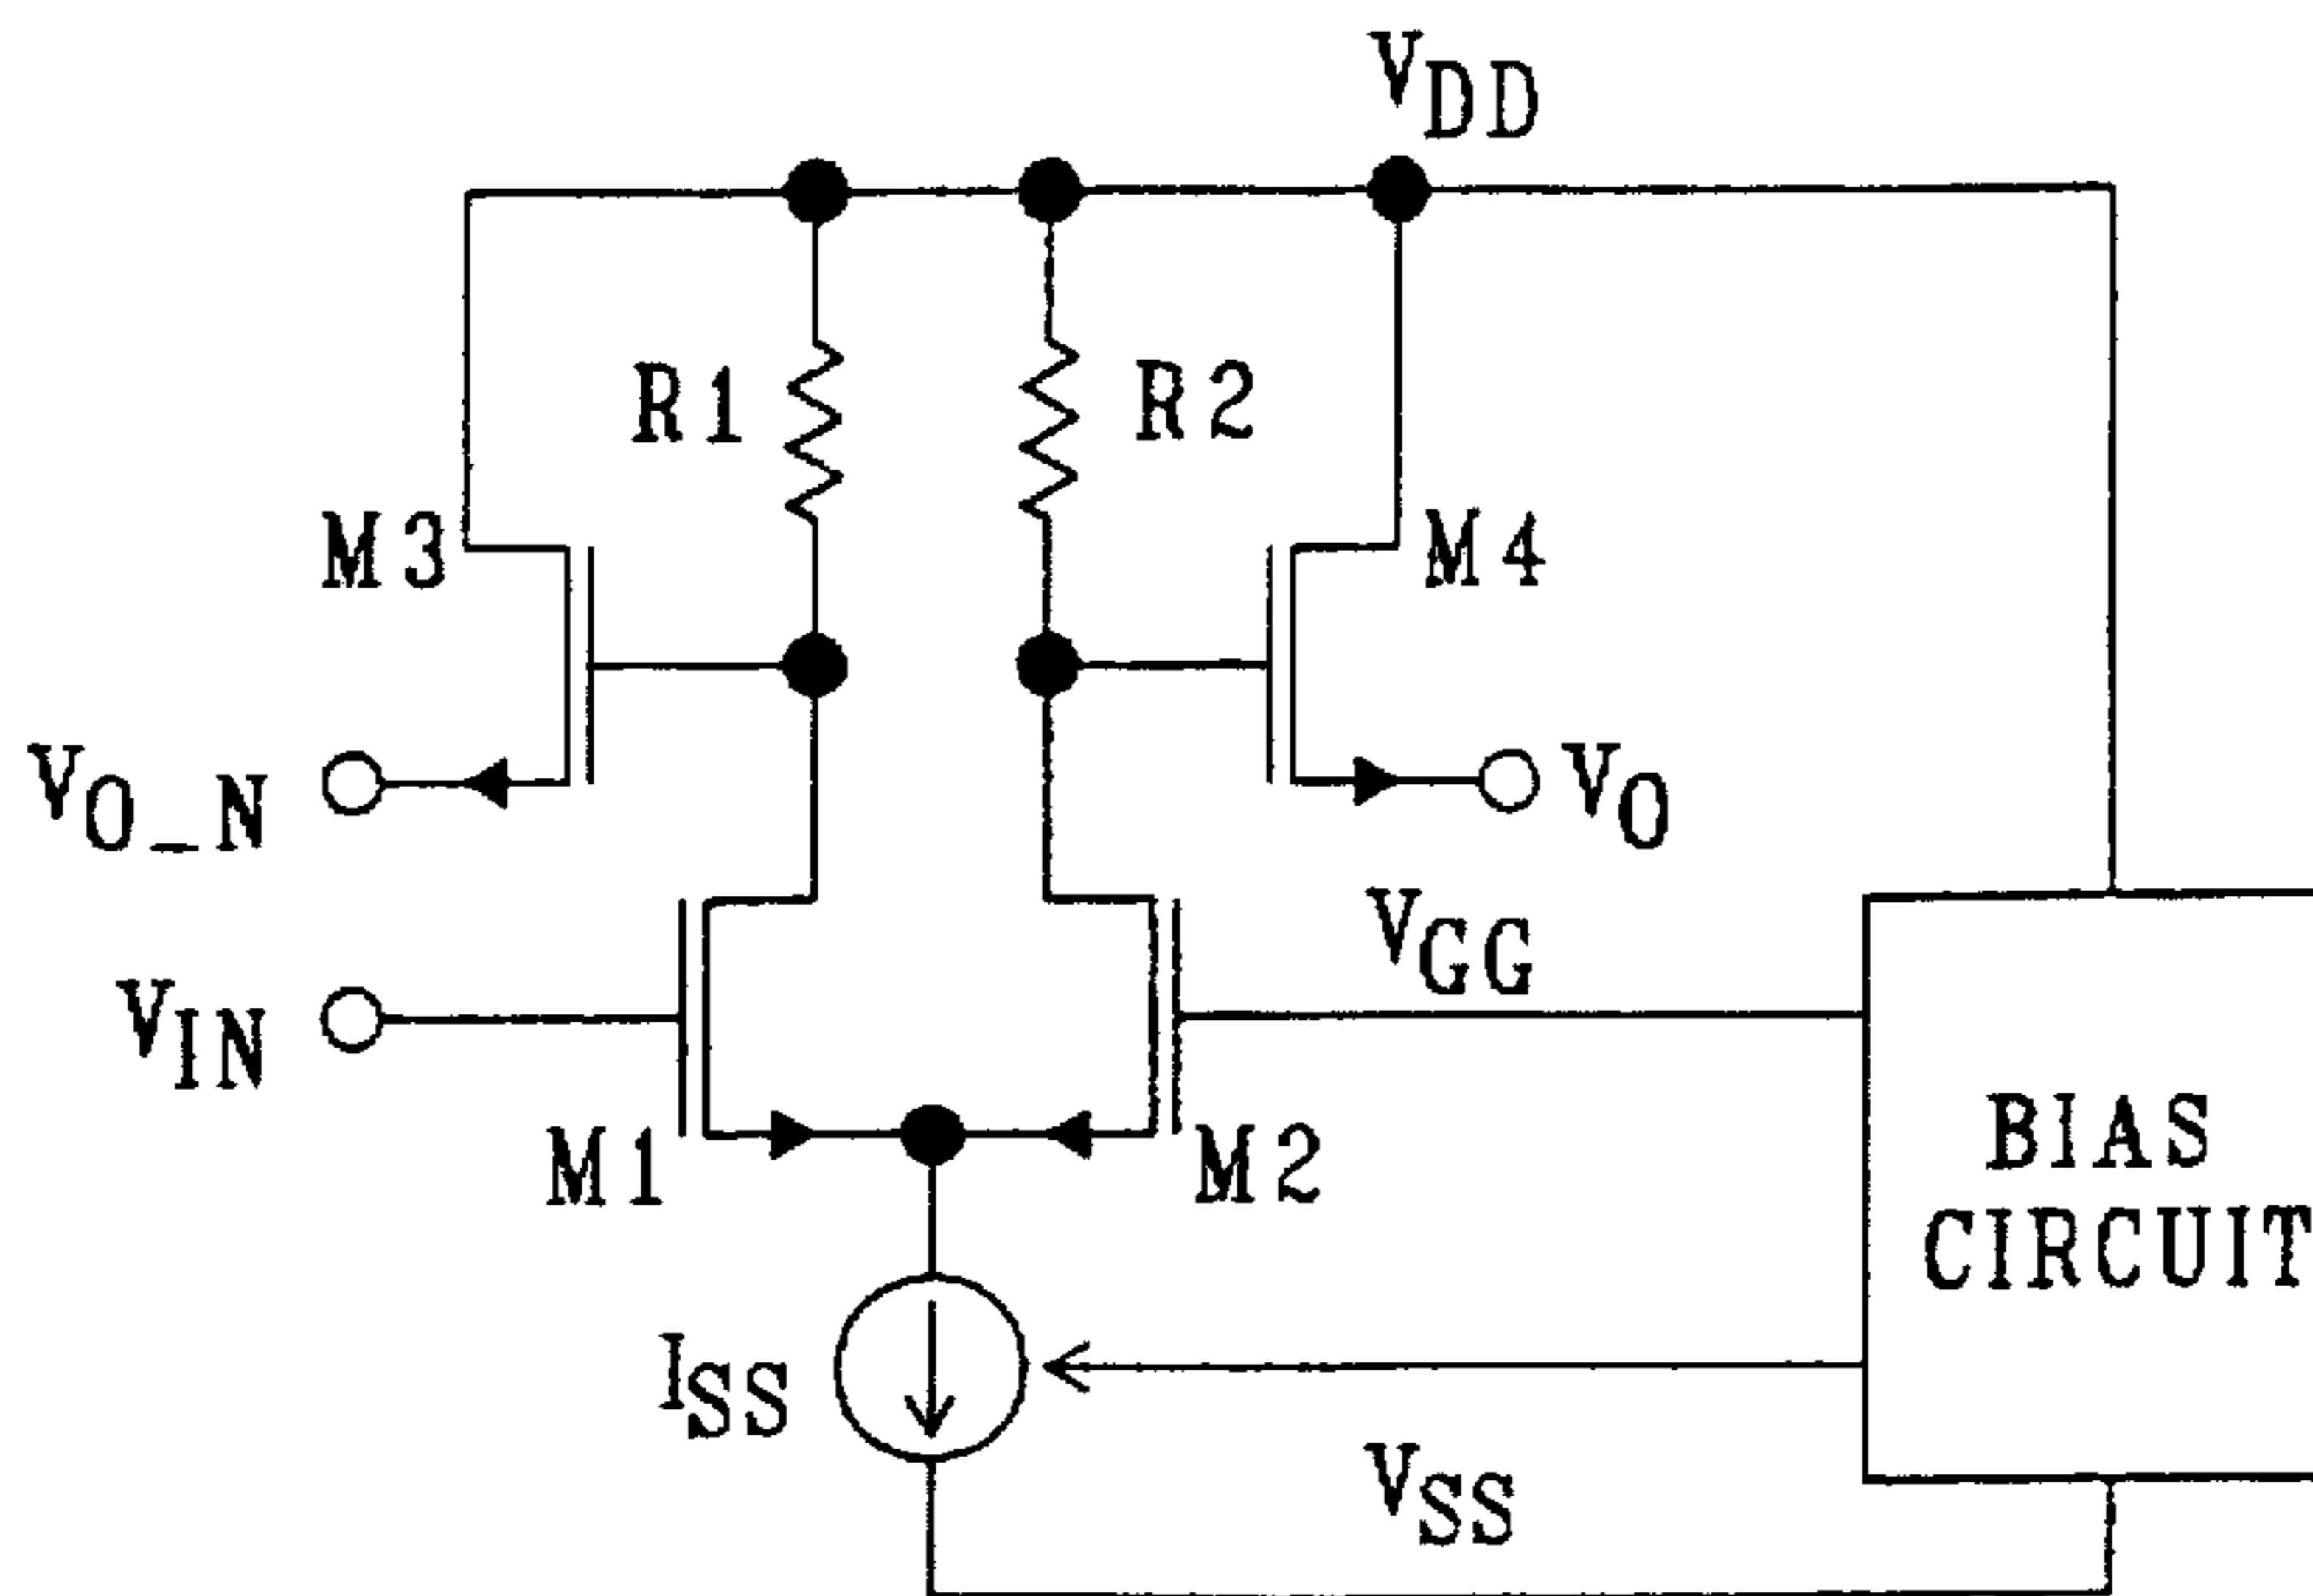 VDD
R1
R2
M3
M4
VO_N
VO
VGG
VIN
M1
M2
BIAS
CIRCUIT
ISS
VSS